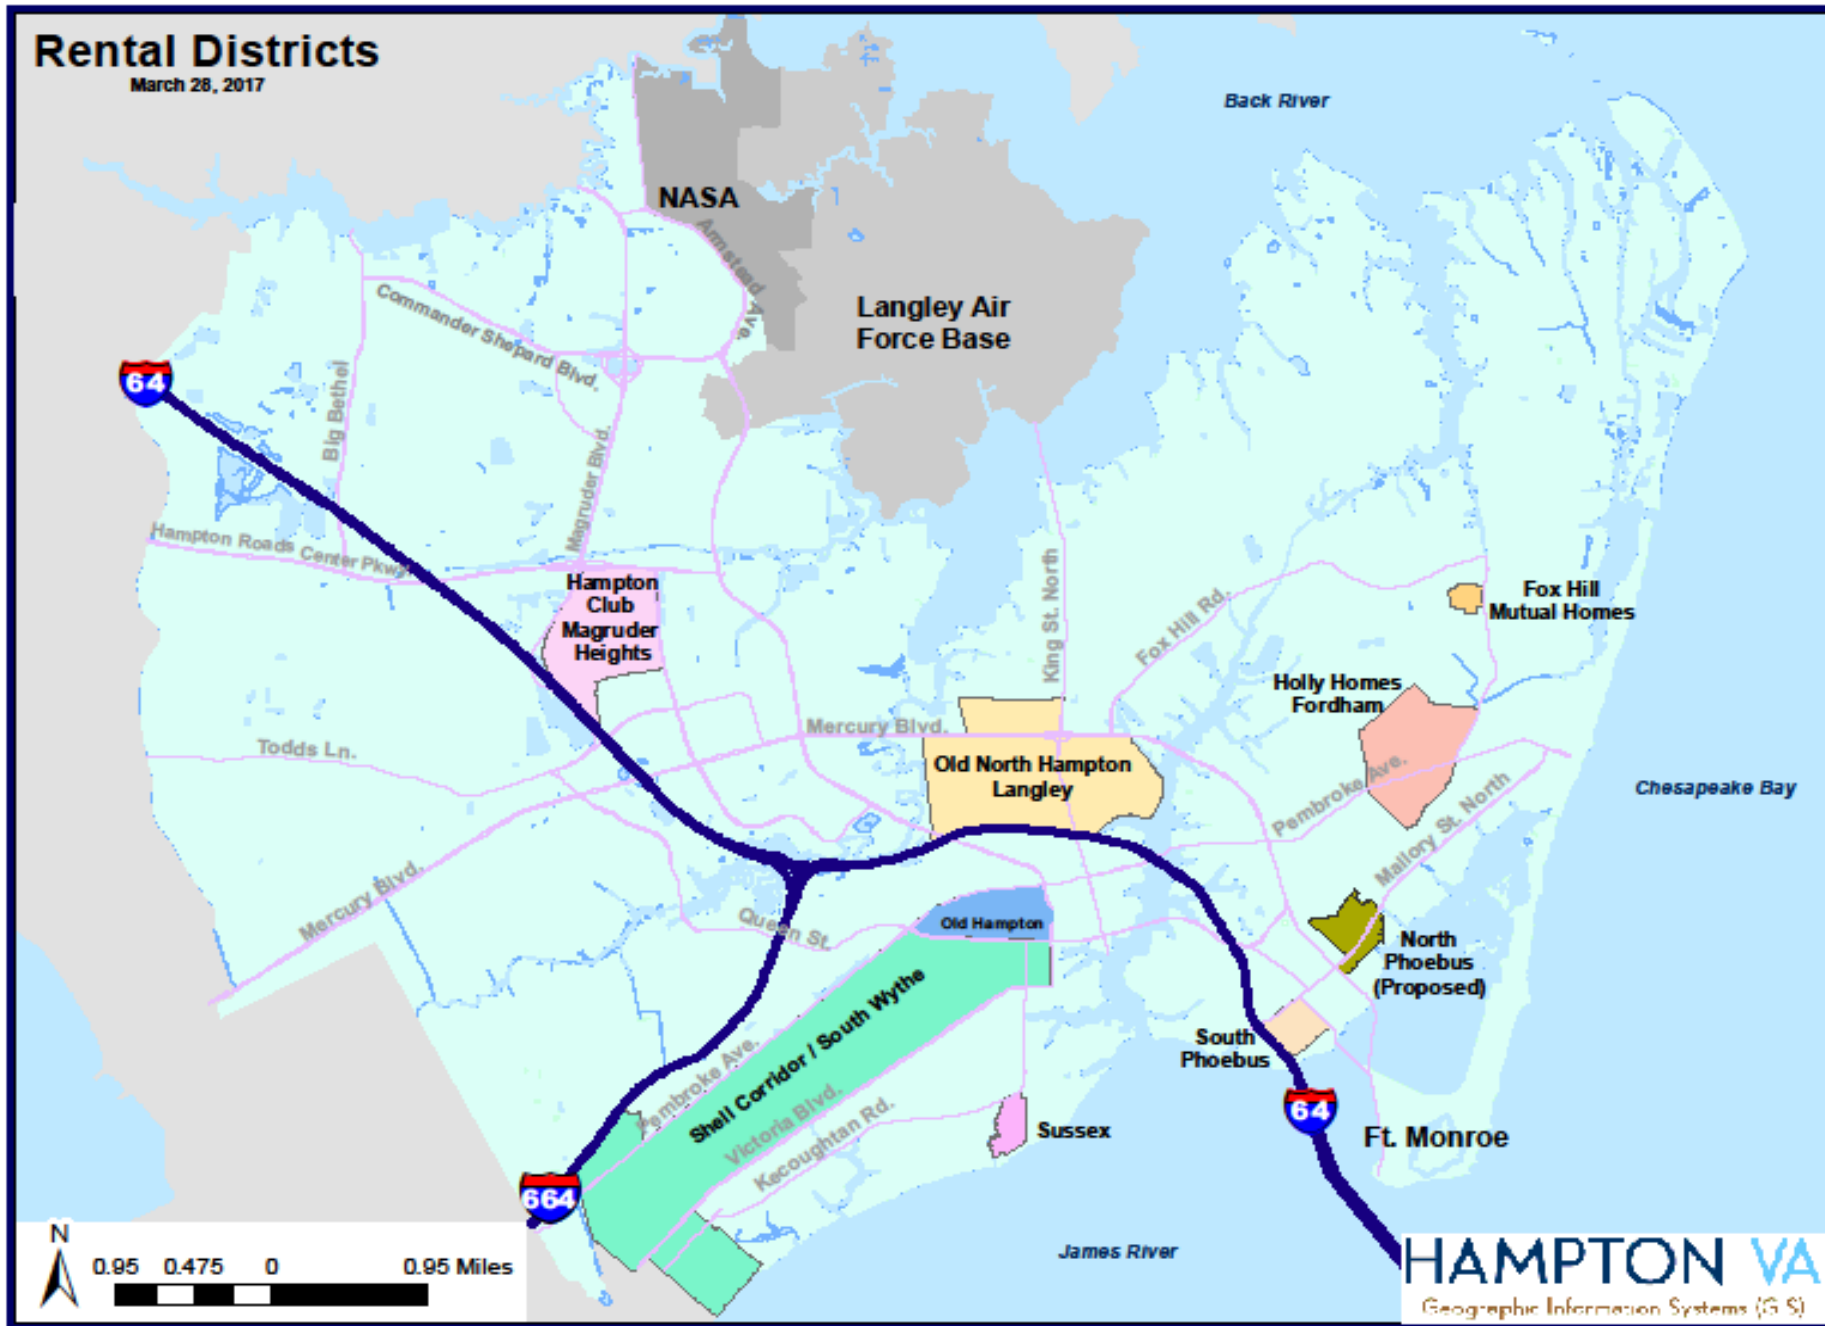 Rental Districts
March 28, 2017
Back River
NASA
Armstead Ave.
Langley Air
Force Base
Commander Shepard Blvd.
64
Big Bethel
Magruder Blvd.
Hampton Roads Center Pkwy
Hampton
Club
Magruder
Heights
King St. North
Fox Hill Rd.
Fox Hill
Mutual Homes
Holly Homes
Fordham
Mercury Blvd.
Todds Ln.
Old North Hampton
Langley
Pembroke Ave.
Mallory St. North
Chesapeake Bay
Mercury Blvd.
Queen St.
Old Hampton
North
Phoebus
(Proposed)
Shell Corridor / South Wythe
South
Phoebus
Pembroke Ave.
Victoria Blvd.
Kecoughtan Rd.
Sussex
64
Ft. Monroe
664
N
0.95 0.475 0 0.95 Miles
James River
HAMPTON VA
Geographic Information Systems (GIS)